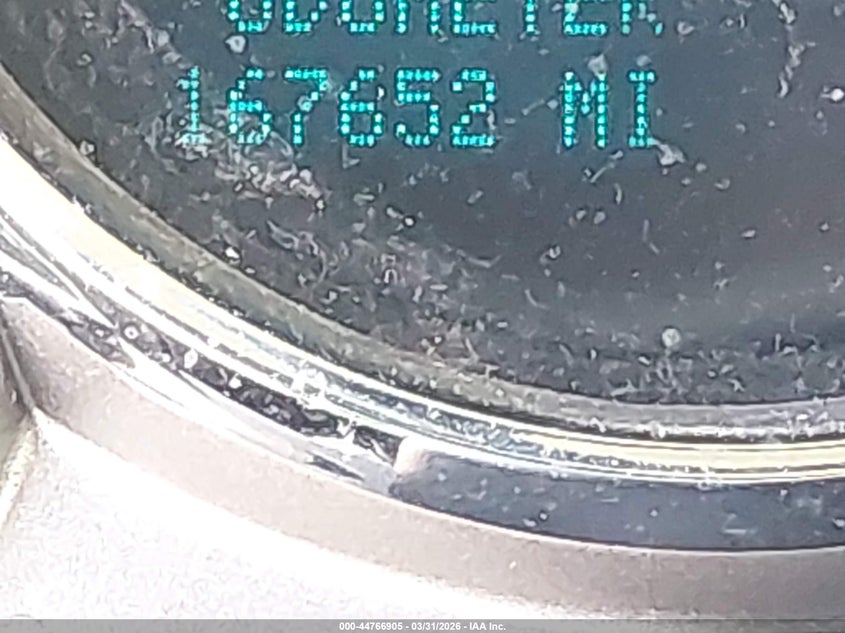 ODOMETER
167652 MI
000-44766905 - 03/31/2026 - IAA Inc.